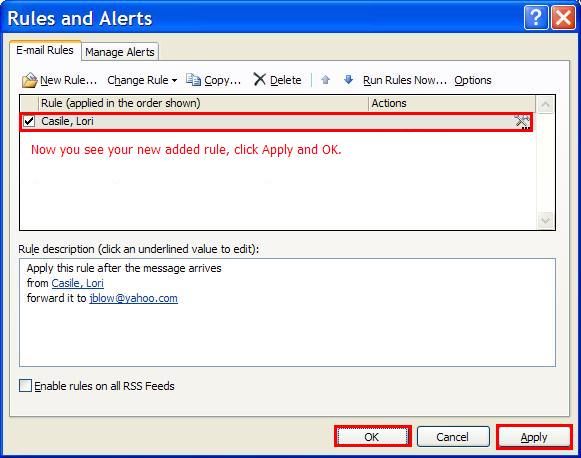 Rules and Alerts
E-mail Rules Manage Alerts
New Rule... Change Rule Copy... Delete Run Rules Now... Options
Rule (applied in the order shown) Actions
Casile, Lori
Now you see your new added rule, click Apply and OK.
Rule description (click an underlined value to edit):
Apply this rule after the message arrives
from Casile, Lori
forward it to jblow@yahoo.com
Enable rules on all RSS Feeds
OK Cancel Apply